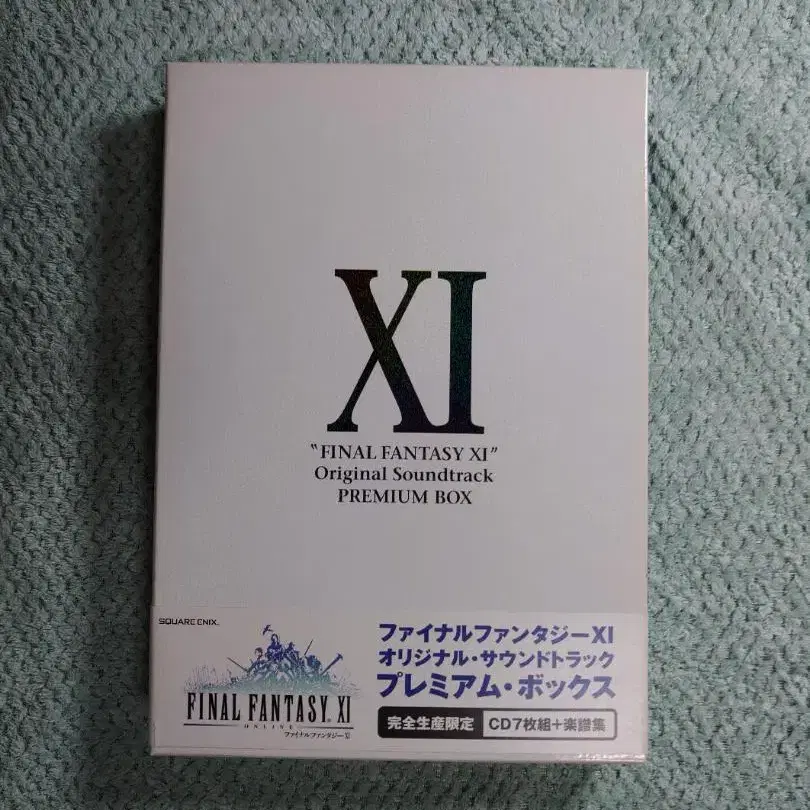 XI
"FINAL FANTASY XI"
Original Soundtrack
PREMIUM BOX
SQUARE ENIX.
FINAL FANTASY XI
ONLINE
ファイナルファンタジーXI
ファイナルファンタジーXI
オリジナル・サウンドトラック
プレミアム・ボックス
完全生産限定 CD7枚組+楽譜集